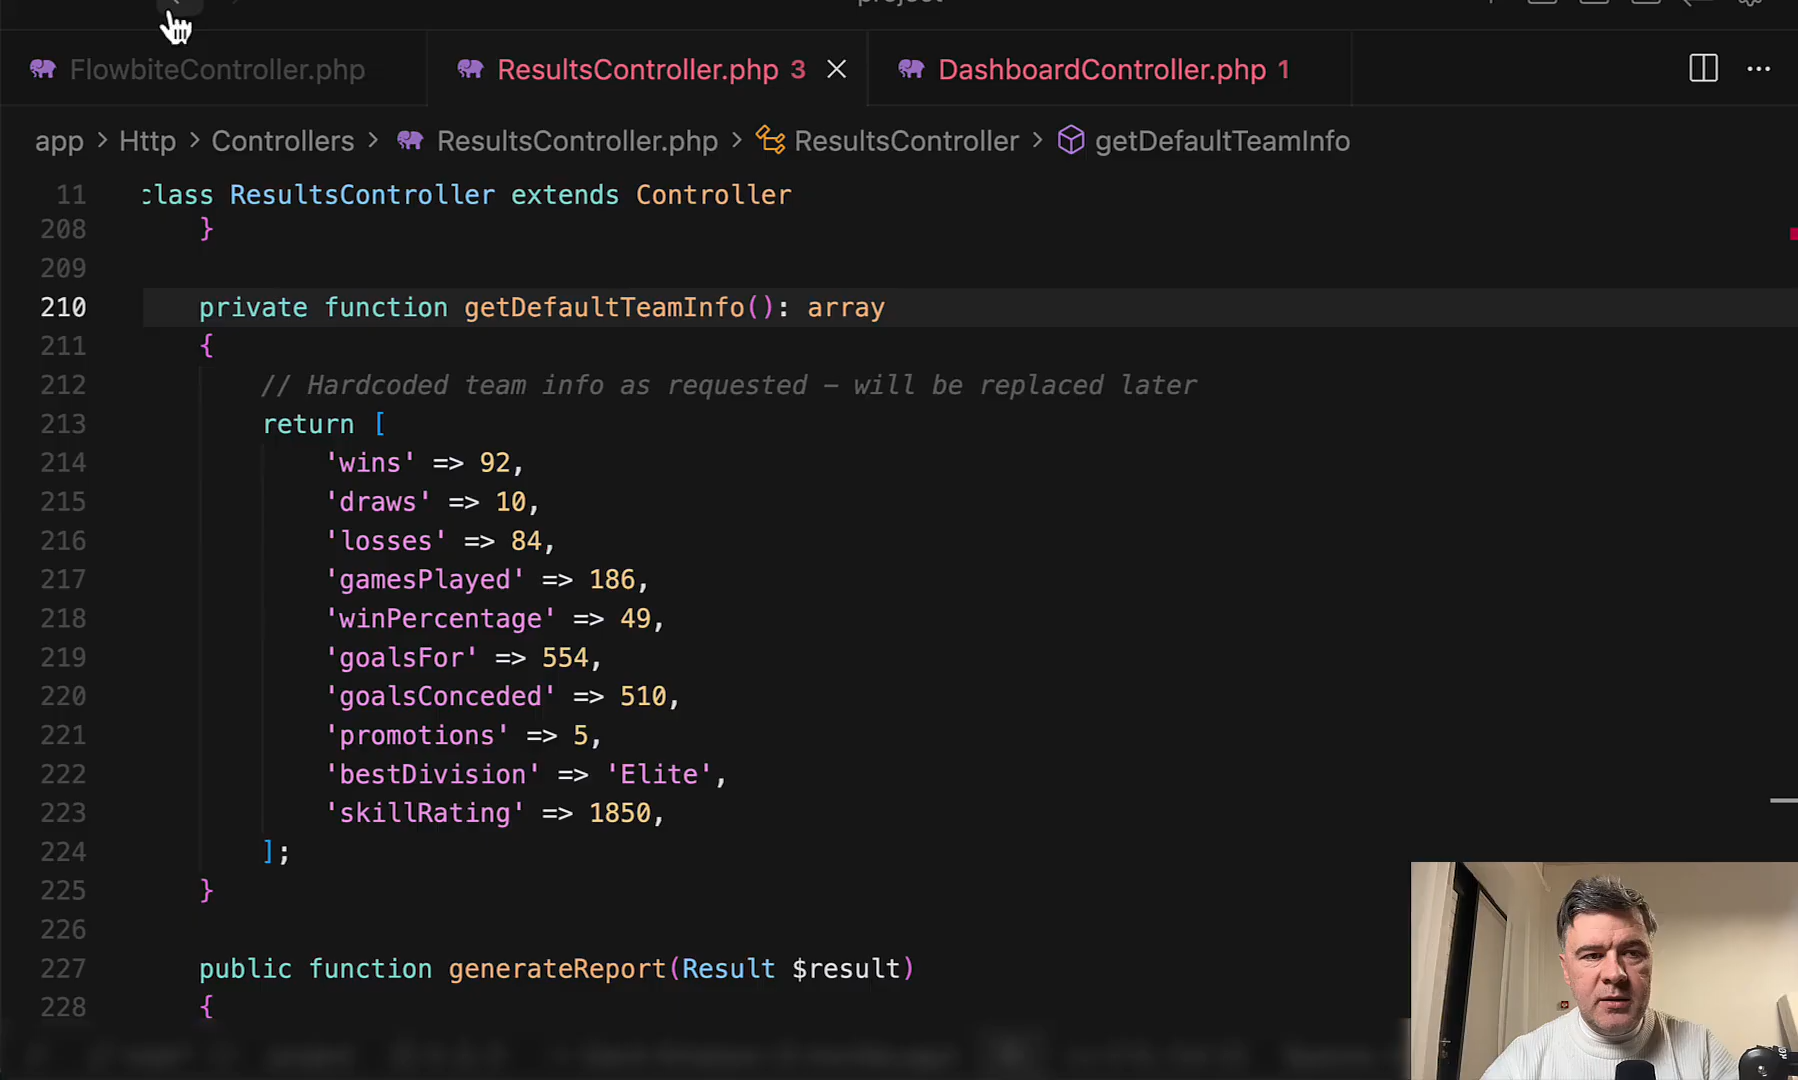 project
FlowbiteController.php
ResultsController.php 3
DashboardController.php 1
app > Http > Controllers > ResultsController.php > ResultsController > getDefaultTeamInfo
11 class ResultsController extends Controller
208 }
209
210 private function getDefaultTeamInfo(): array
211 {
212 // Hardcoded team info as requested – will be replaced later
213 return [
214 'wins' => 92,
215 'draws' => 10,
216 'losses' => 84,
217 'gamesPlayed' => 186,
218 'winPercentage' => 49,
219 'goalsFor' => 554,
220 'goalsConceded' => 510,
221 'promotions' => 5,
222 'bestDivision' => 'Elite',
223 'skillRating' => 1850,
224 ];
225 }
226
227 public function generateReport(Result $result)
228 {